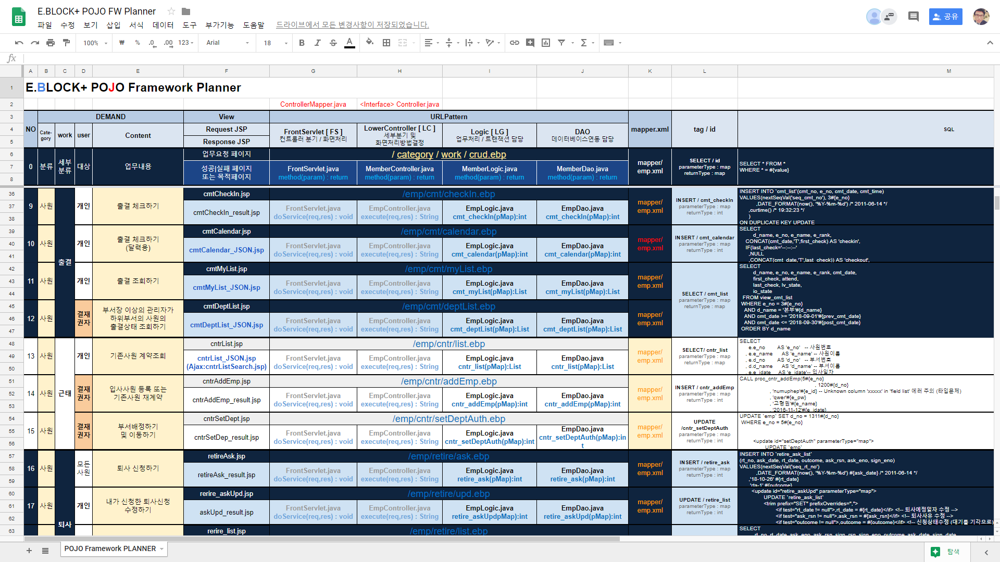 E.BLOCK+ POJO FW Planner
파일 수정 보기 삽입 서식 데이터 도구 부가기능 도움말 드라이브에서 모든 변경사항이 저장되었습니다.
공유
100% ₩ % .0 .00 123 Arial 18
fx
A B C D E F G H I J K L M
1 E.BLOCK+ POJO Framework Planner
2 ControllerMapper.java <Interface> Controller.java
3 DEMAND View URLPattern
4 NO Cate-gory work user Content Request JSP FrontServlet [ FS ] LowerController [ LC ] Logic [ LG ] DAO mapper.xml tag / id SQL
컨트롤러 분기 / 화면처리 세부분기 및 업무처리 / 트랜잭션 담당 데이터베이스연동 담당
5 Response JSP 화면처리방법결정
6 업무요청 페이지 / category / work / crud.ebp
7 0 분류 세부 분류 대상 업무내용 성공|실패 페이지 FrontServlet.java MemberController.java MemberLogic.java MemberDao.java mapper/ emp.xml SELECT / id
parameterType : map
returnType : map
SELECT * FROM *
WHERE * = #{value}
8 또는 목적페이지 method(param) : return method(param) : return method(param) : return method(param) : return
36 cmtCheckIn.jsp /emp/cmt/checkIn.ebp
37 9 사원 개인 출결 체크하기 cmtCheckIn_result.jsp FrontServlet.java EmpController.java EmpLogic.java EmpDao.java mapper/ emp.xml
38 doService(req,res) : void execute(req,res) : String cmt_checkIn(pMap):int cmt_checkIn(pMap):int
INSERT / cmt_checkIn
parameterType : map
returnType : int
INSERT INTO `cmt_list`(cmt_no, e_no, cmt_date, cmt_time)
VALUES(nextSeqVal('seq_cmt_no'), 3#{e_no}
,DATE_FORMAT(now(), '%Y-%m-%d') /* 2011-06-14 */
,curtime() /* 19:32:23 */
)
ON DUPLICATE KEY UPDATE
39 cmtCalendar.jsp /emp/cmt/calendar.ebp
40 10 사원 개인 출결 체크하기 (달력용) cmtCalendar_JSON.jsp FrontServlet.java EmpController.java EmpLogic.java EmpDao.java mapper/ emp.xml
41 doService(req,res) : void execute(req,res) : String cmt_calendar(pMap):int cmt_calendar(pMap):int
INSERT / cmt_calendar
parameterType : map
returnType : int
SELECT
d_name, e_no, e_name, e_rank,
CONCAT(cmt_date,'T',first_check) AS 'checkin',
IF(last_check='--:--:--'
,NULL
,CONCAT(cmt_date,'T',last_check)) AS 'checkout',
출결
42 cmtMyList.jsp /emp/cmt/myList.ebp
43 11 사원 개인 출결 조회하기 cmtMyList_JSON.jsp FrontServlet.java EmpController.java EmpLogic.java EmpDao.java mapper/ emp.xml
44 doService(req,res) : void execute(req,res) : String cmt_myList(pMap):List cmt_myList(pMap):List
SELECT / cmt_list
parameterType : map
returnType : map
SELECT
d_name, e_no, e_name, e_rank, cmt_date,
first_check, attend,
last_check, lv_state,
io_state
FROM view_cmt_list
WHERE e_no = 3#{e_no}
AND d_name = '본부'#{d_name}
AND cmt_date >= '2018-09-01'#{prev_cmt_date}
AND cmt_date <= '2018-09-30'#{post_cmt_date}
ORDER BY d_name
45 cmtDeptList.jsp /emp/cmt/deptList.ebp
46 12 사원 결재 권자 부서장 이상의 관리자가 하위부서의 사원의 출결상태 조회하기 cmtDeptList_JSON.jsp FrontServlet.java EmpController.java EmpLogic.java EmpDao.java mapper/ emp.xml
47 doService(req,res) : void execute(req,res) : String cmt_deptList(pMap):List cmt_deptList(pMap):List
48 cntrList.jsp /emp/cntr/list.ebp
49 13 사원 개인 기존사원 계약조회 cntrList_JSON.jsp FrontServlet.java EmpController.java EmpLogic.java EmpDao.java mapper/ emp.xml
50 (Ajax:cntrListSearch.jsp) doService(req,res) : void execute(req,res) : String cntr_list(pMap):List cntr_list(pMap):List
SELECT/ cntr_list
parameterType : map
returnType : map
SELECT
e.e_no AS 'e_no' -- 사원번호
, e.e_name AS 'e_name' -- 사원이름
, e.d_no AS 'd_no' -- 부서번호
, d.d_name AS 'd_name' -- 부서이름
, e.e_idate AS 'e_idate'-- 입사일자
51 cntrAddEmp.jsp /emp/cntr/addEmp.ebp
52 14 사원 근태 결재 권자 입사사원 등록 또는 기존사원 재계약 cntrAddEmp_result.jsp FrontServlet.java EmpController.java EmpLogic.java EmpDao.java mapper/ emp.xml
53 doService(req,res) : void execute(req,res) : String cntr_addEmp(pMap):int cntr_addEmp(pMap):int
INSERT / cntr_addEmp
parameterType : map
returnType : int
CALL proc_cntr_addEmp(5#{e_no}
, 1200#{d_no}
, 'numuphep'#{e_id} -- Unknown column 'xxxxx' in 'field list' 에러 주의 (타입문제)
, 'qwer'#{e_pw}
, '고형권'#{e_name}
, '2016-11-12'#{e_idate}
54 cntrSetDept.jsp /emp/cntr/setDeptAuth.ebp
55 15 사원 결재 권자 부서배정하기 및 이동하기 cntrSetDep_result.jsp FrontServlet.java EmpController.java EmpLogic.java EmpDao.java mapper/ emp.xml
56 doService(req,res) : void execute(req,res) : String cntr_setDeptAuth(pMap):int cntr_setDeptAuth(pMap):int
UPDATE
/cntr_setDeptAuth
parameterType : map
returnType : int
UPDATE `emp` SET d_no = 1311#{d_no}
WHERE e_no = 5#{e_no}
<update id="setDeptAuth" parameterType="map">
UPDATE `emp`
57 retireAsk.jsp /emp/retire/ask.ebp
58 16 사원 모든 사원 퇴사 신청하기 retireAsk_result.jsp FrontServlet.java EmpController.java EmpLogic.java EmpDao.java mapper/ emp.xml
59 doService(req,res) : void execute(req,res) : String retire_ask(pMap):int retire_ask(pMap):int
INSERT / retire_ask
parameterType : map
returnType : int
INSERT INTO `retire_ask_list`
(rt_no, ask_date, rt_date, outcome, ask_rsn, ask_eno, sign_eno)
VALUES(nextSeqVal('seq_rt_no')
,DATE_FORMAT(now(), '%Y-%m-%d') #{ask_date} /* 2011-06-14 */
,'18-10-26' #{rt_date}
,'rta-1' #{outcome}
60 rerire_askUpd.jsp /emp/retire/upd.ebp
61 17 사원 개인 내가 신청한 퇴사신청 수정하기 askUpd_result.jsp FrontServlet.java EmpController.java EmpLogic.java EmpDao.java mapper/ emp.xml
62 doService(req,res) : void execute(req,res) : String retire_askUpdpMap):int retire_askUpd(pMap):int
UPDATE / retire_list
parameterType : map
returnType : int
<update id="retire_askUpd" parameterType="map">
UPDATE `retire_ask_list`
<trim prefix="SET" prefixOverrides=",">
<if test="rt_date != null">,rt_date = #{rt_date}</if> <!-- 퇴사예정일자 수정 -->
<if test="ask_rsn != null">,ask_rsn = #{ask_rsn}</if> <!-- 퇴사사유 수정 -->
<if test="outcome != null">,outcome = #{outcome}</if> <!-- 신청상태수정 (대기를 기각으로)
퇴사
63 rerire_list.jsp /emp/retire/list.ebp
SELECT
rt_no, rt_date, ask_eno, ask_rsn, sign_rsn, sign_eno, outcome, ask_date, sign_date
POJO Framework PLANNER
탐색